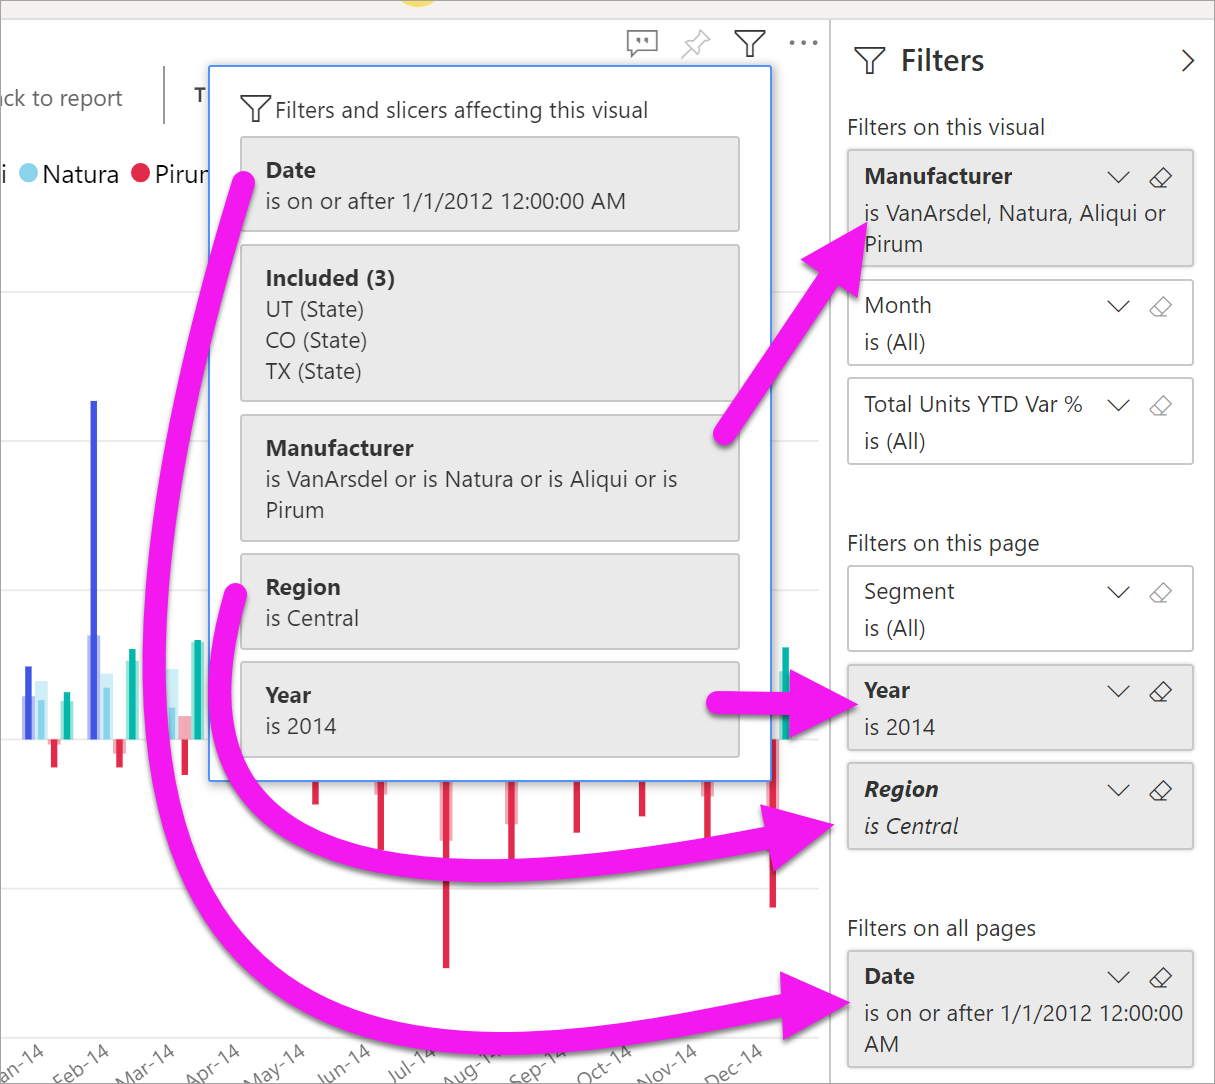 ck to report
T
i Natura Pirum
Filters and slicers affecting this visual
Date
is on or after 1/1/2012 12:00:00 AM
Included (3)
UT (State)
CO (State)
TX (State)
Manufacturer
is VanArsdel or is Natura or is Aliqui or is
Pirum
Region
is Central
Year
is 2014
an-14
Feb-14
Mar-14
Apr-14
May-14
Jun-14
Jul-14
Aug-
Sep-14
Oct-14
Nov-14
Dec-14
Filters
Filters on this visual
Manufacturer
is VanArsdel, Natura, Aliqui or
Pirum
Month
is (All)
Total Units YTD Var %
is (All)
Filters on this page
Segment
is (All)
Year
is 2014
Region
is Central
Filters on all pages
Date
is on or after 1/1/2012 12:00:00
AM